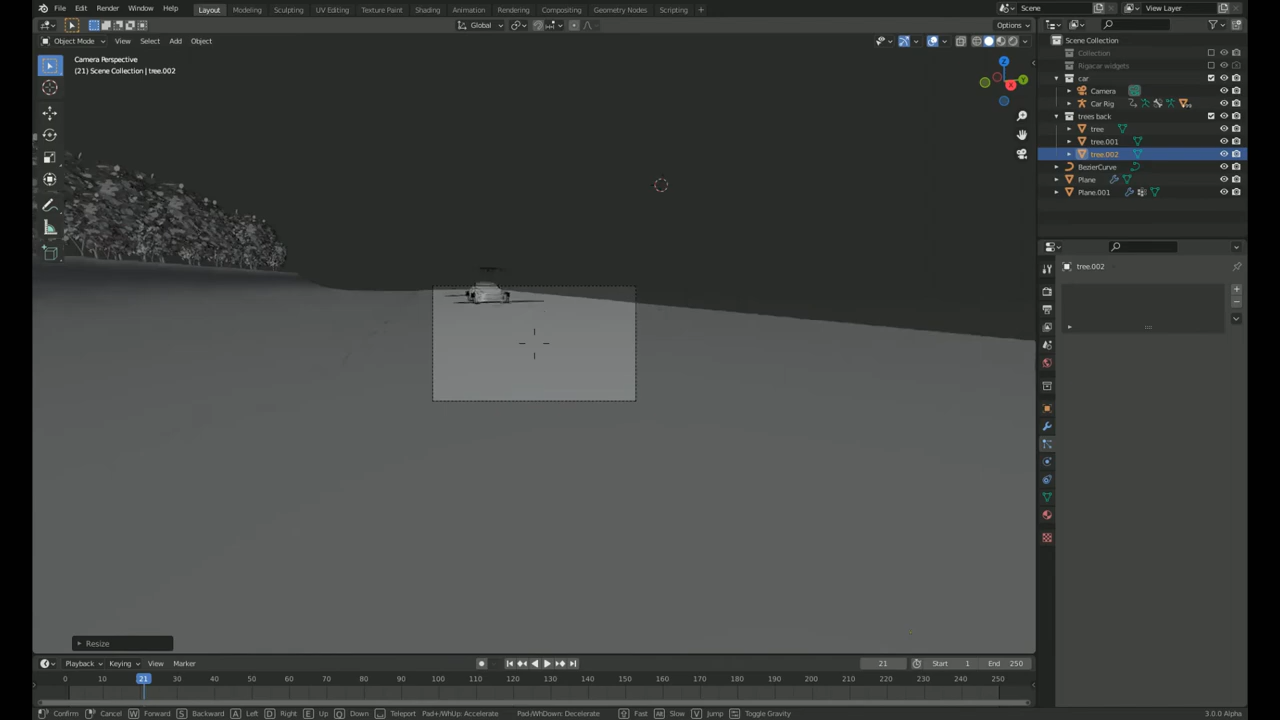 File Edit Render Window Help Layout Modeling Sculpting UV Editing Texture Paint Shading Animation Rendering Compositing Geometry Nodes Scripting + Scene View Layer
Global Options
Object Mode View Select Add Object
Camera Perspective
(21) Scene Collection | tree.002
Z
Y
X
Scene Collection
Collection
Rigacar widgets
car
Camera
Car Rig
trees back
tree
tree.001
tree.002
BezierCurve
Plane
Plane.001
tree.002
Resize
Playback Keying View Marker 21 Start 1 End 250
0 10 21 30 40 50 60 70 80 90 100 110 120 130 140 150 160 170 180 190 200 210 220 230 240 250
Confirm Cancel W Forward S Backward A Left D Right E Up Q Down Teleport Pad+/WhUp: Accelerate Pad-/WhDown: Decelerate Fast Slow V Jump Toggle Gravity 3.0.0 Alpha